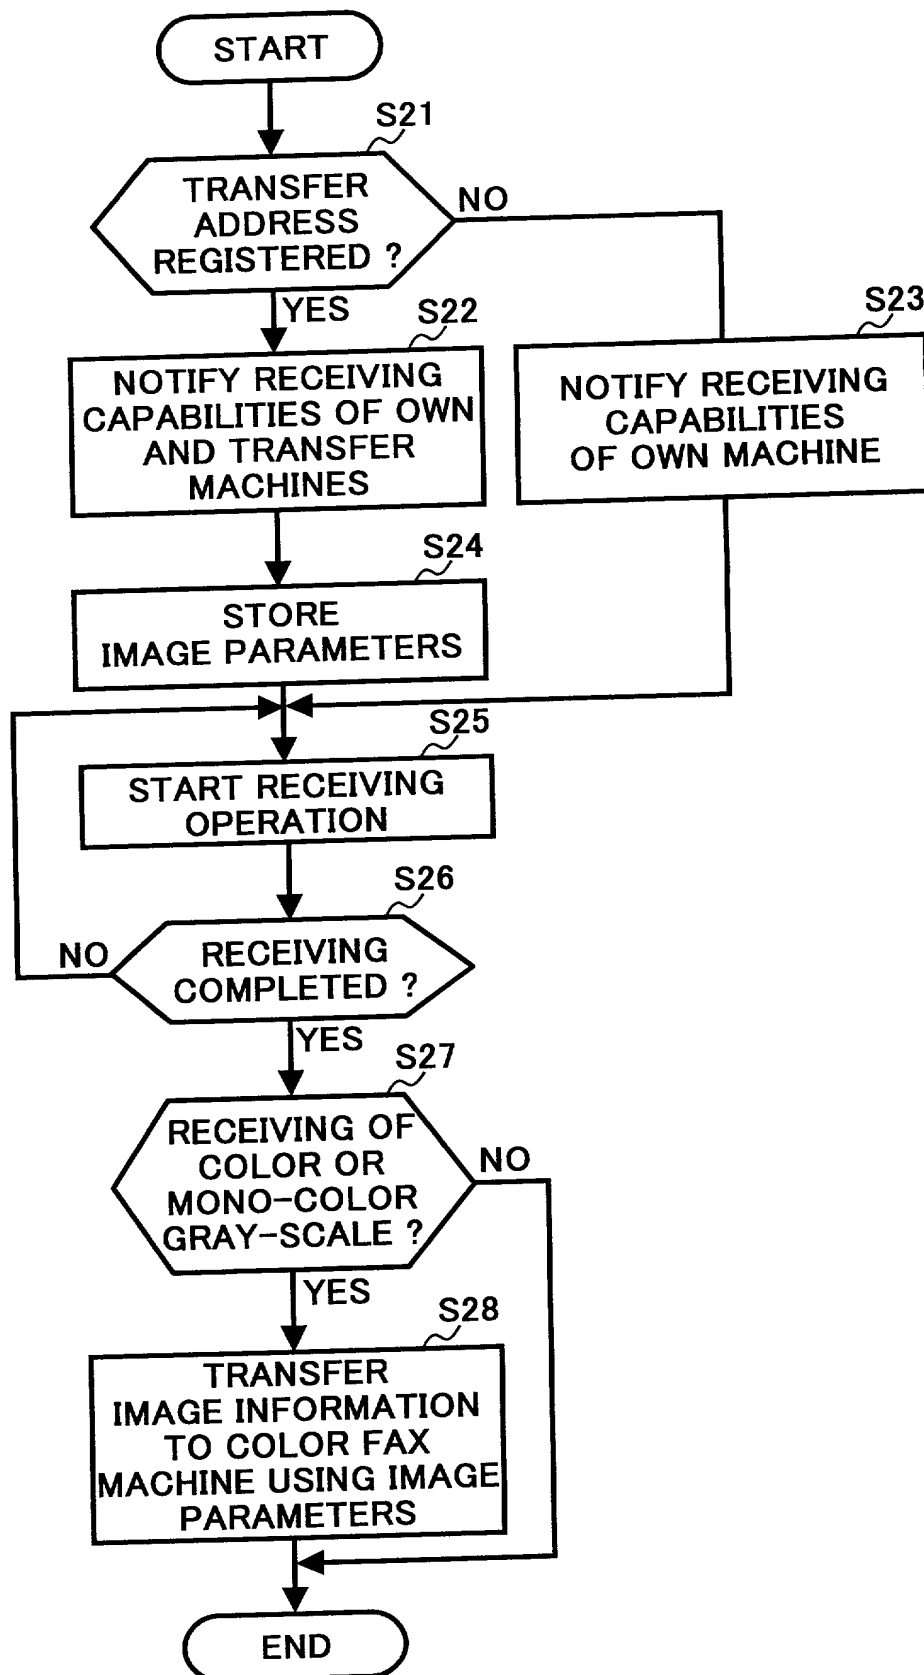 START
S21
TRANSFER
ADDRESS
REGISTERED ?
NO
YES
S22
NOTIFY RECEIVING
CAPABILITIES OF OWN
AND TRANSFER
MACHINES
S23
NOTIFY RECEIVING
CAPABILITIES
OF OWN MACHINE
S24
STORE
IMAGE PARAMETERS
S25
START RECEIVING
OPERATION
S26
RECEIVING
COMPLETED ?
NO
YES
S27
RECEIVING OF
COLOR OR
MONO-COLOR
GRAY-SCALE ?
NO
YES
S28
TRANSFER
IMAGE INFORMATION
TO COLOR FAX
MACHINE USING IMAGE
PARAMETERS
END